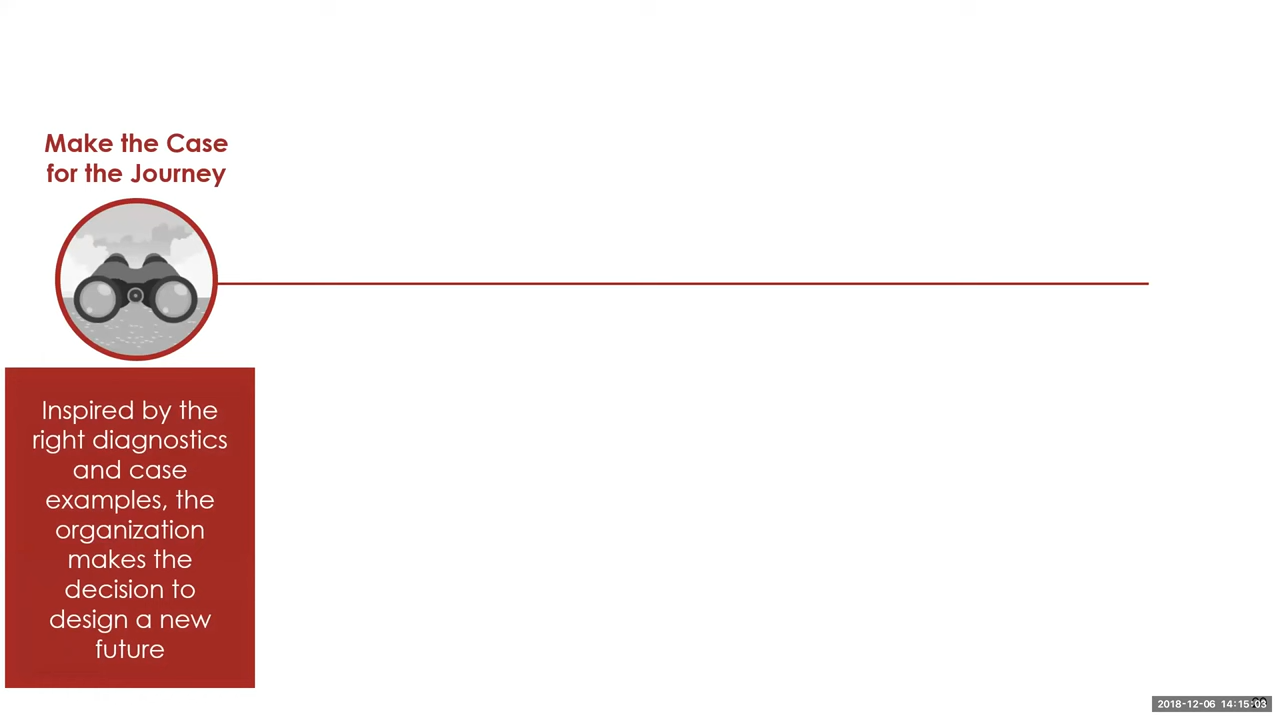 Make the Case
for the Journey
Inspired by the
right diagnostics
and case
examples, the
organization
makes the
decision to
design a new
future
2018-12-06 14:15:03